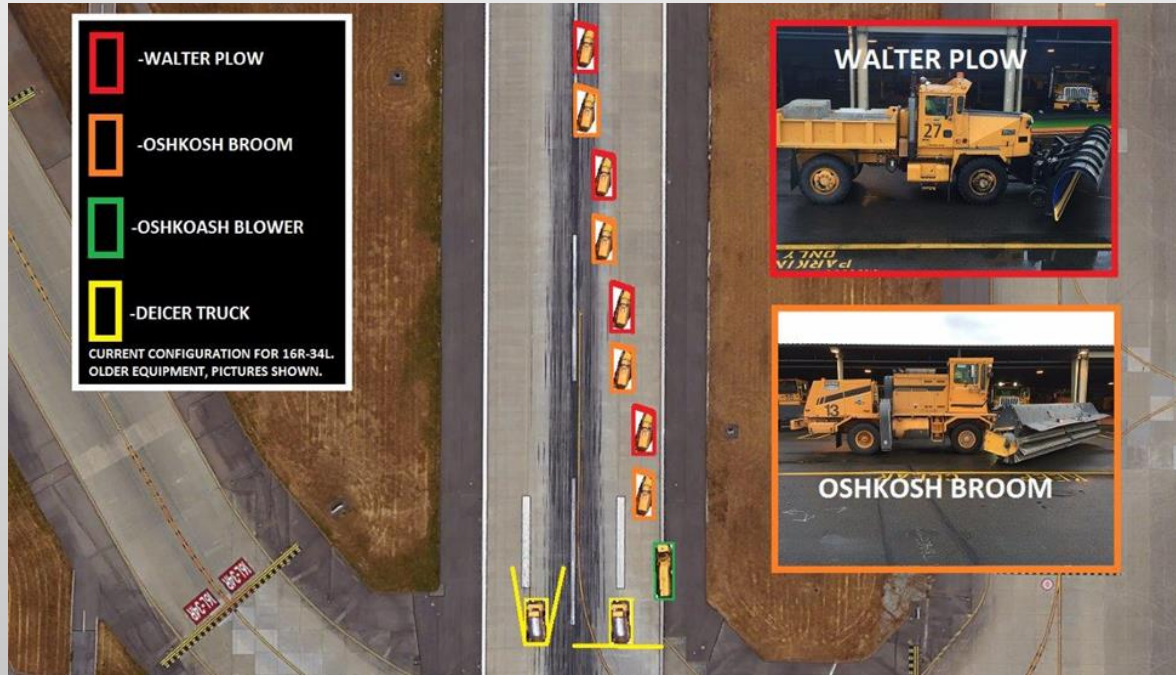 -WALTER PLOW
-OSHKOSH BROOM
-OSHKOASH BLOWER
-DEICER TRUCK
CURRENT CONFIGURATION FOR 16R-34L.
OLDER EQUIPMENT, PICTURES SHOWN.
WALTER PLOW
27
ONLY
13
OSHKOSH BROOM